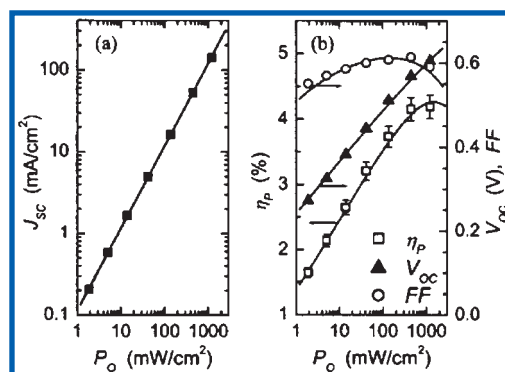 (a)
100
10
1
0.1
J_SC (mA/cm²)
1 10 100 1000
P_O (mW/cm²)
(b)
5
4
3
2
1
η_P (%)
0.6
0.4
0.2
0.0
V_OC (V), FF
η_P
V_OC
FF
1 10 100 1000
P_O (mW/cm²)